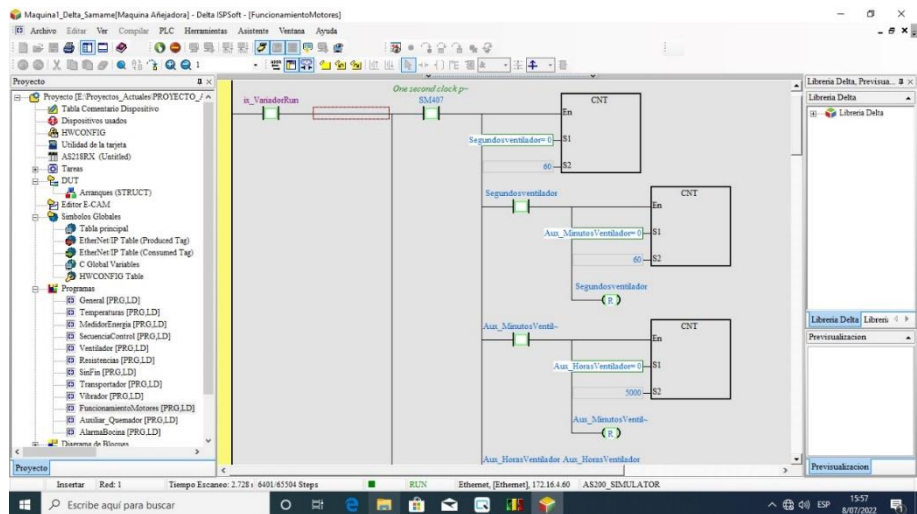 Maquina1_Delta_Samame[Maquina Añejadora] - Delta ISPSoft - [FuncionamientoMotores]
Archivo Editar Ver Compilar PLC Herramientas Asistente Ventana Ayuda
Proyecto
Proyecto [E:\Proyectos_Actuales\PROYECTO_
Tabla Comentario Dispositivo
Dispositivos usados
HWCONFIG
Utilidad de la tarjeta
AS218RX (Untitled)
Tareas
DUT
Arranques (STRUCT)
Editor E-CAM
Simbolos Globales
Tabla principal
EtherNet/IP Table (Produced Tag)
EtherNet/IP Table (Consumed Tag)
C Global Variables
HWCONFIG Table
Programas
General [PRG,LD]
Temperaturas [PRG,LD]
MedidorEnergia [PRG,LD]
SecuenciaControl [PRG,LD]
Ventilador [PRG,LD]
Resistencias [PRG,LD]
SinFin [PRG,LD]
Transportador [PRG,LD]
Vibrador [PRG,LD]
FuncionamientoMotores [PRG,LD]
Auxiliar_Quemador [PRG,LD]
AlarmaBocina [PRG,LD]
Diagrama de Bloques
Proyecto
One second clock p~
ix_VariadorRun SM407 CNT
En
Segundosventilador= 0 S1
60 S2
Segundosventilador CNT
En
Aux_MinutosVentilador= 0 S1
60 S2
Segundosventilador
R
Aux_MinutosVentil~ CNT
En
Aux_HorasVentilador= 0 S1
5000 S2
Aux_MinutosVentil~
R
Aux_HorasVentilador Aux_HorasVentilador
Libreria Delta, Previsua...
Libreria Delta
Libreria Delta
Libreria Delta Libreri
Previsualizacion
Previsualizacion
Insertar Red: 1 Tiempo Escaneo: 2.728 6401/65504 Steps RUN Ethernet, [Ethernet], 172.16.4.60 AS200_SIMULATOR
Escribe aquí para buscar
ESP
15:57
8/07/2022